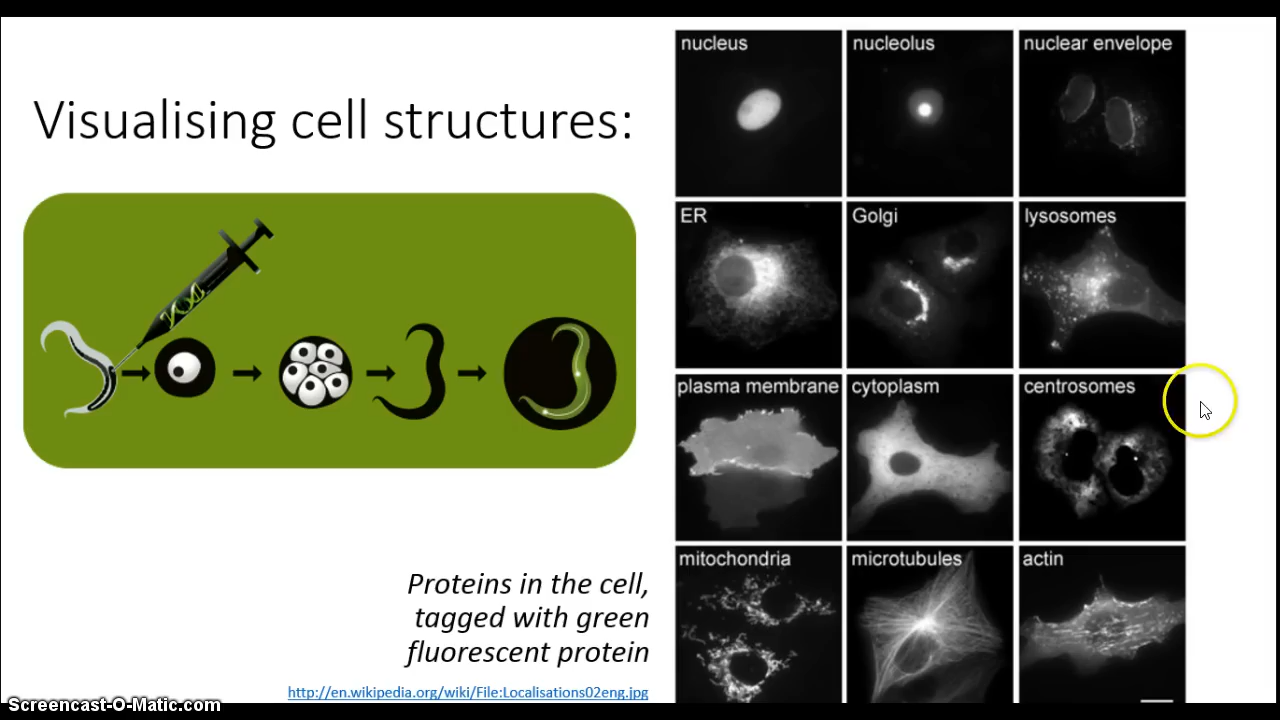 Visualising cell structures:
nucleus
nucleolus
nuclear envelope
ER
Golgi
lysosomes
plasma membrane
cytoplasm
centrosomes
mitochondria
microtubules
actin
Proteins in the cell,
tagged with green
fluorescent protein
http://en.wikipedia.org/wiki/File:Localisations02eng.jpg
Screencast-O-Matic.com